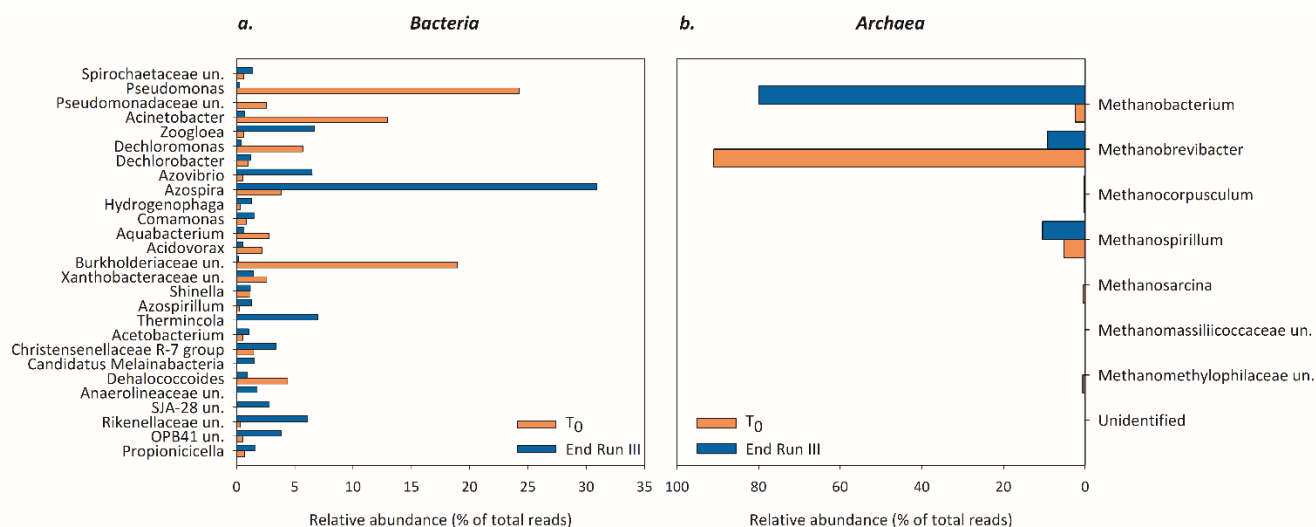 a. Bacteria
b. Archaea
Spirochaetaceae un.
Pseudomonas
Pseudomonadaceae un.
Acinetobacter
Zoogloea
Dechloromonas
Dechlorobacter
Azovibrio
Azospira
Hydrogenophaga
Comamonas
Aquabacterium
Acidovorax
Burkholderiaceae un.
Xanthobacteraceae un.
Shinella
Azospirillum
Thermincola
Acetobacterium
Christensenellaceae R-7 group
Candidatus Melainabacteria
Dehalococcoides
Anaerolineaceae un.
SJA-28 un.
Rikenellaceae un.
OPB41 un.
Propionicicella
T0
End Run III
0 5 10 15 20 25 30 35
Relative abundance (% of total reads)
Methanobacterium
Methanobrevibacter
Methanocorpusculum
Methanospirillum
Methanosarcina
Methanomassiliicoccaceae un.
Methanomethylophilaceae un.
Unidentified
T0
End Run III
100 80 60 40 20 0
Relative abundance (% of total reads)